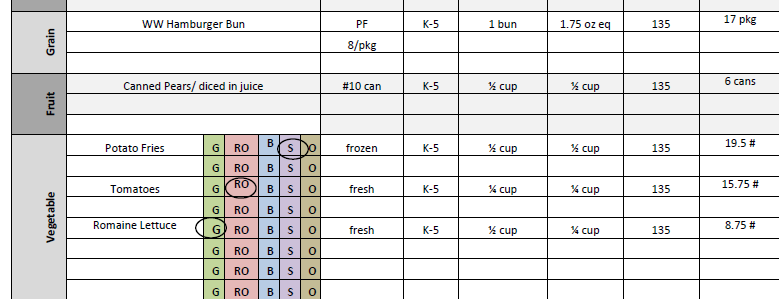 Grain
WW Hamburger Bun PF K-5 1 bun 1.75 oz eq 135 17 pkg
8/pkg
Fruit
Canned Pears/ diced in juice #10 can K-5 ½ cup ½ cup 135 6 cans
Vegetable
Potato Fries G RO B S O frozen K-5 ½ cup ½ cup 135 19.5 #
G RO B S O
Tomatoes G RO B S O fresh K-5 ¼ cup ¼ cup 135 15.75 #
G RO B S O
Romaine Lettuce G RO B S O fresh K-5 ½ cup ¼ cup 135 8.75 #
G RO B S O
G RO B S O
G RO B S O